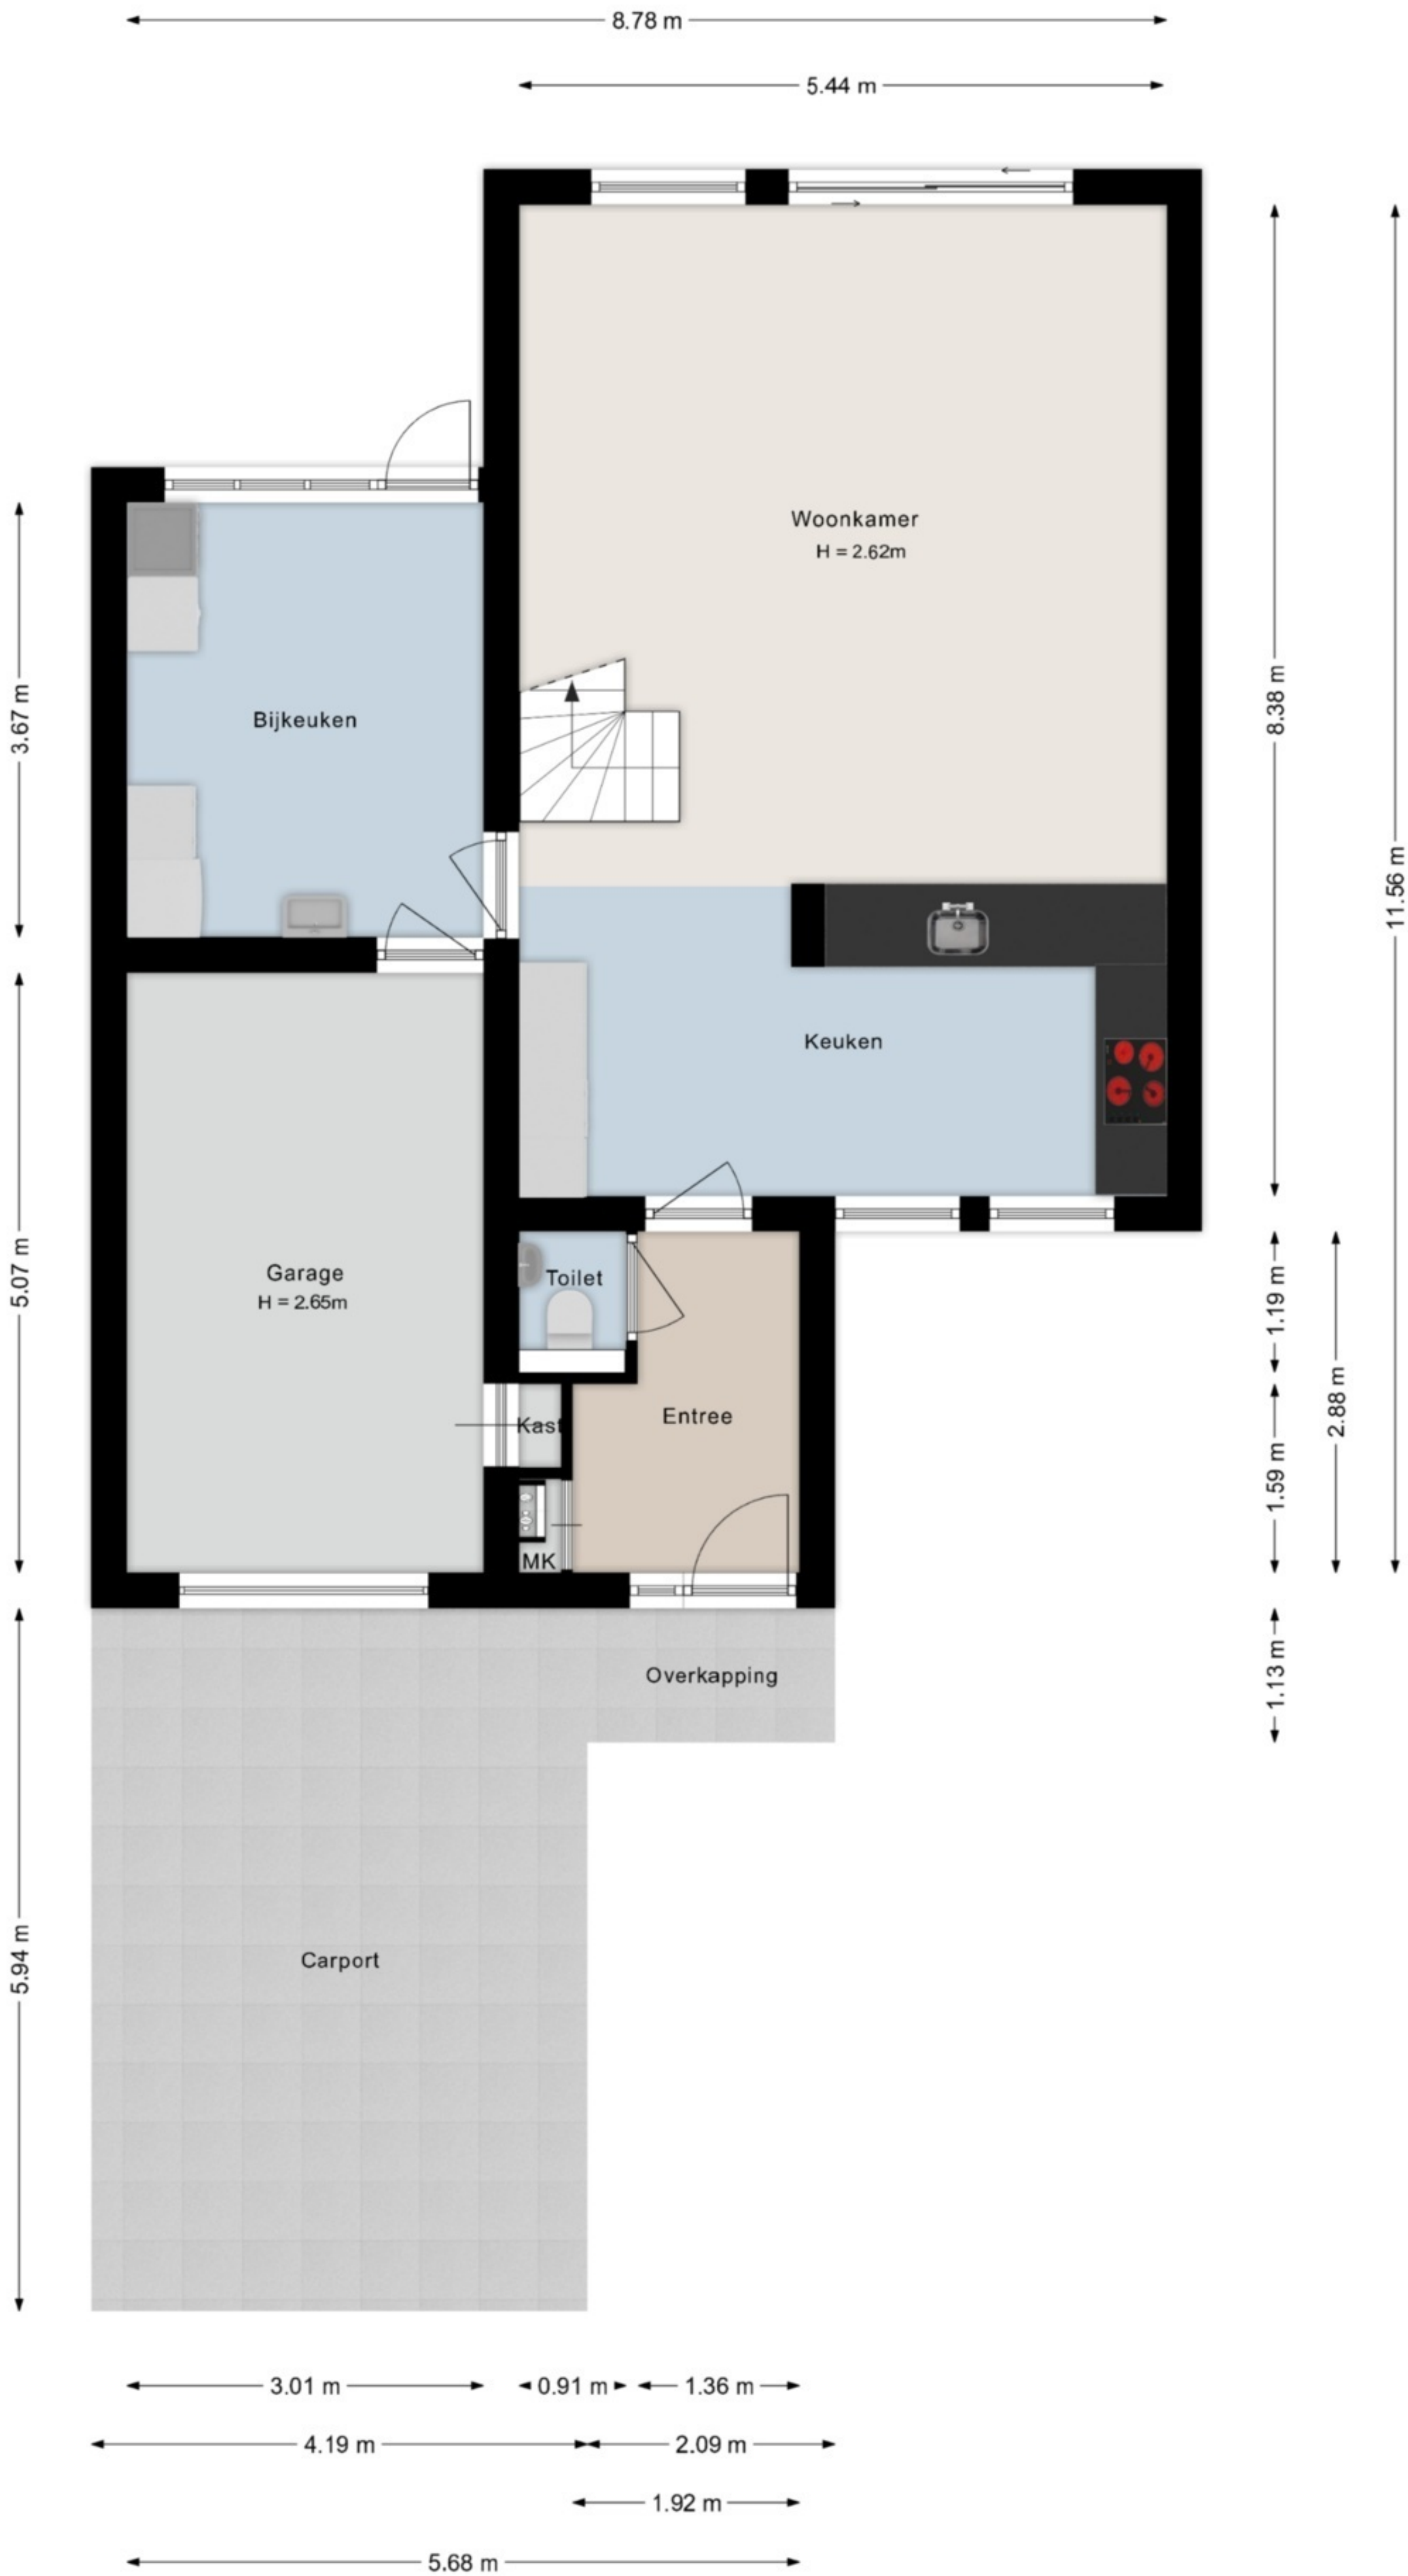 8.78 m
5.44 m
Woonkamer
H = 2.62m
Bijkeuken
3.67 m
8.38 m
11.56 m
Keuken
Garage
H = 2.65m
5.07 m
Toilet
1.19 m
2.88 m
Kast
Entree
1.59 m
MK
Overkapping
1.13 m
Carport
5.94 m
3.01 m
0.91 m
1.36 m
4.19 m
2.09 m
1.92 m
5.68 m